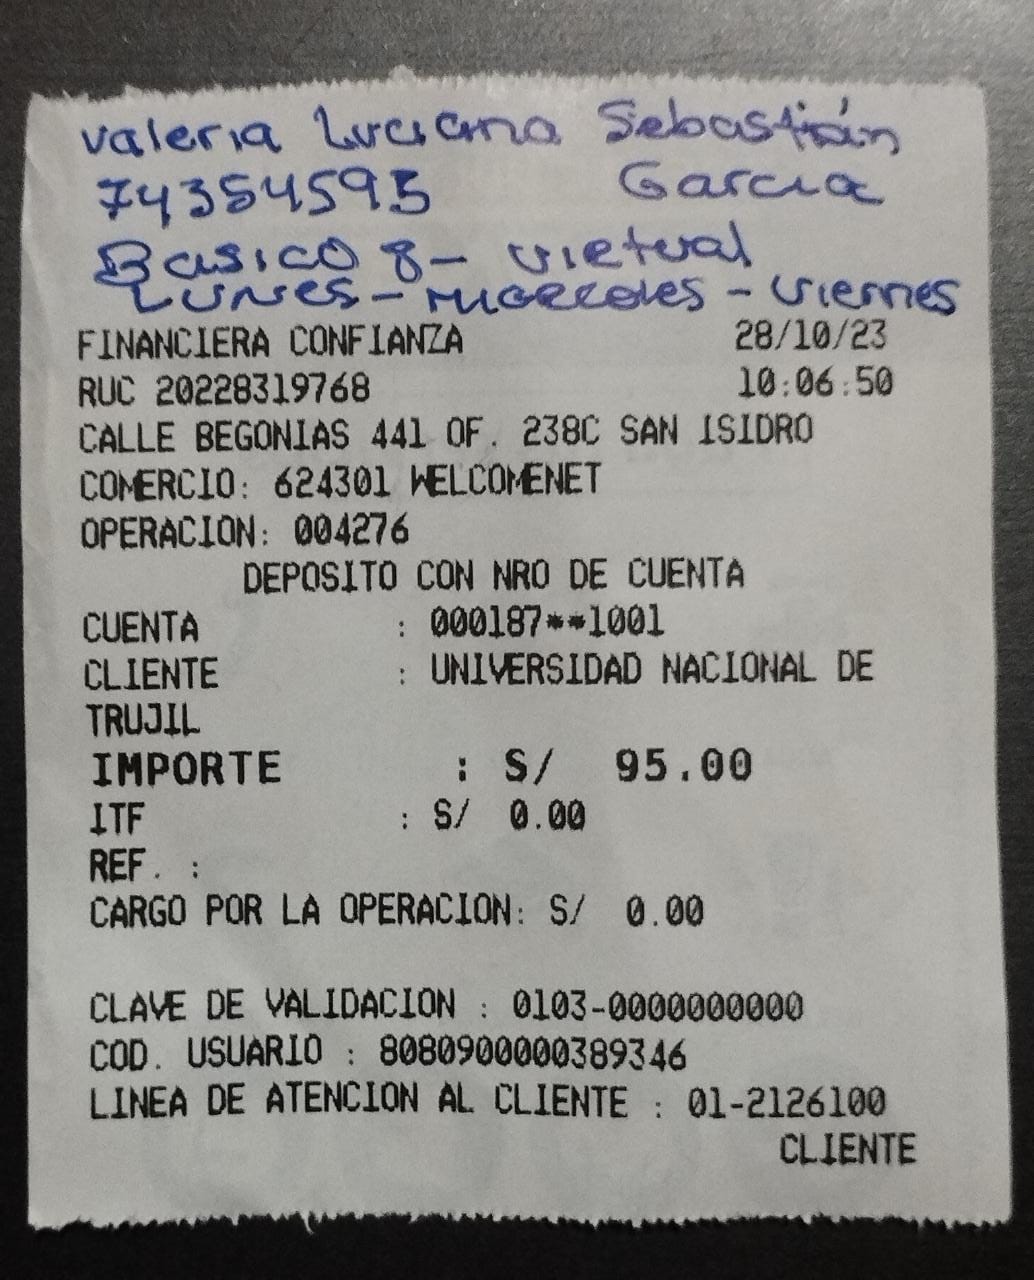 Valeria Luciana Sebastián
74354595 Garcia
Basico 8 - virtual
Lunes - miercoles - viernes
FINANCIERA CONFIANZA 28/10/23
RUC 20228319768 10:06:50
CALLE BEGONIAS 441 OF. 238C SAN ISIDRO
COMERCIO: 624301 WELCOMENET
OPERACION: 004276
DEPOSITO CON NRO DE CUENTA
CUENTA : 000187**1001
CLIENTE : UNIVERSIDAD NACIONAL DE
TRUJIL
IMPORTE : S/ 95.00
ITF : S/ 0.00
REF. :
CARGO POR LA OPERACION: S/ 0.00
CLAVE DE VALIDACION : 0103-0000000000
COD. USUARIO : 8080900000389346
LINEA DE ATENCION AL CLIENTE : 01-2126100
CLIENTE